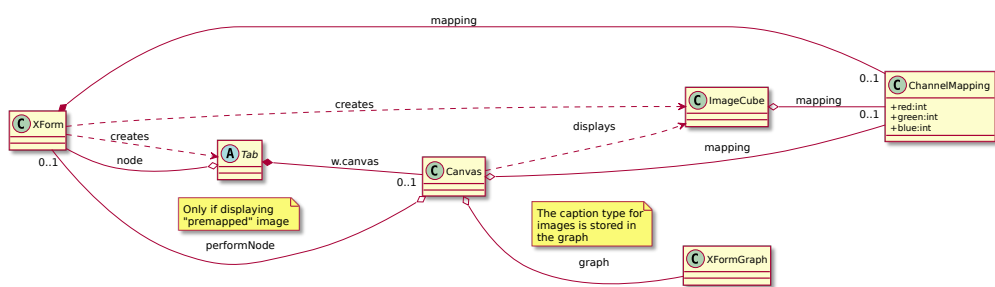 mapping
0..1
C ChannelMapping
+red:int
+green:int
+blue:int
C ImageCube
mapping
0..1
creates
C XForm
creates
displays
0..1
node
A Tab
w.canvas
0..1
C Canvas
mapping
Only if displaying
"premapped" image
The caption type for
images is stored in
the graph
performNode
graph
C XFormGraph